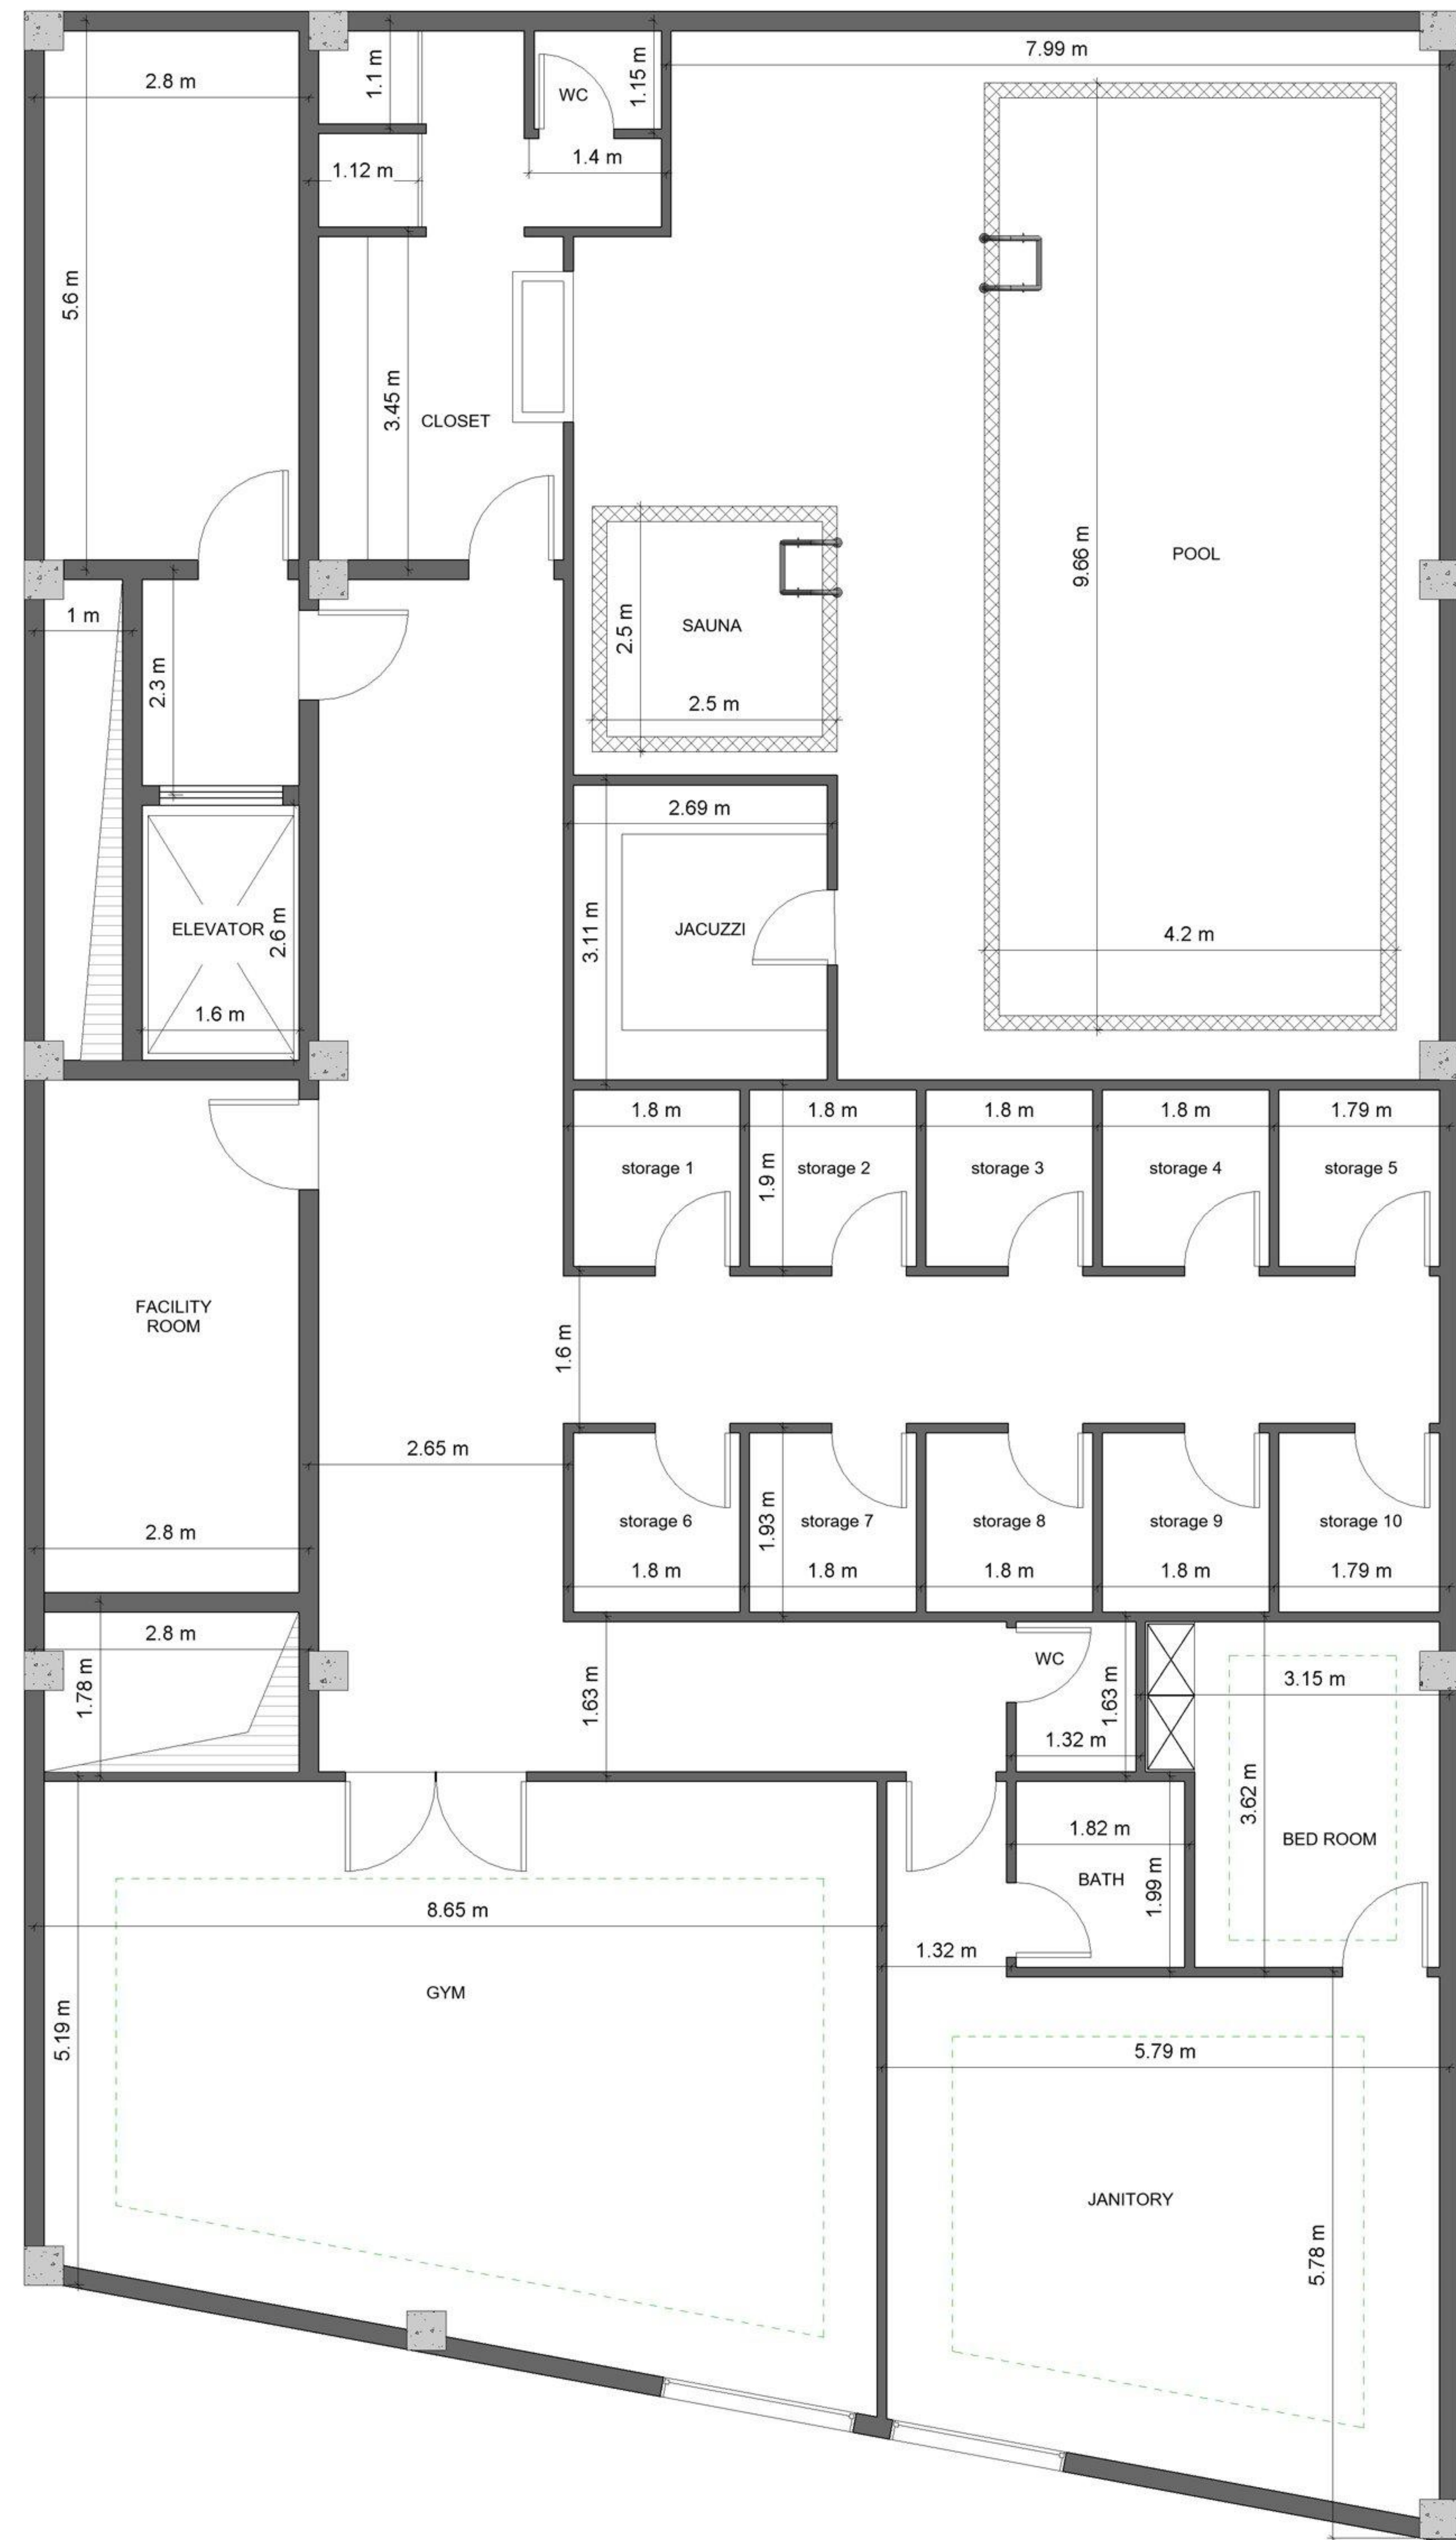 7.99 m
2.8 m
1.1 m
WC
1.15 m
1.4 m
1.12 m
5.6 m
3.45 m
CLOSET
9.66 m
POOL
1 m
2.5 m
SAUNA
2.3 m
2.5 m
2.69 m
ELEVATOR
2.6 m
3.11 m
JACUZZI
4.2 m
1.6 m
1.8 m
1.8 m
1.8 m
1.8 m
1.79 m
storage 1
1.9 m
storage 2
storage 3
storage 4
storage 5
FACILITY
ROOM
1.6 m
2.65 m
2.8 m
storage 6
1.93 m
storage 7
storage 8
storage 9
storage 10
1.8 m
1.8 m
1.8 m
1.8 m
1.79 m
2.8 m
1.78 m
1.63 m
WC
1.63 m
3.15 m
1.32 m
3.62 m
1.82 m
BED ROOM
BATH
1.99 m
8.65 m
1.32 m
GYM
5.19 m
5.79 m
JANITORY
5.78 m